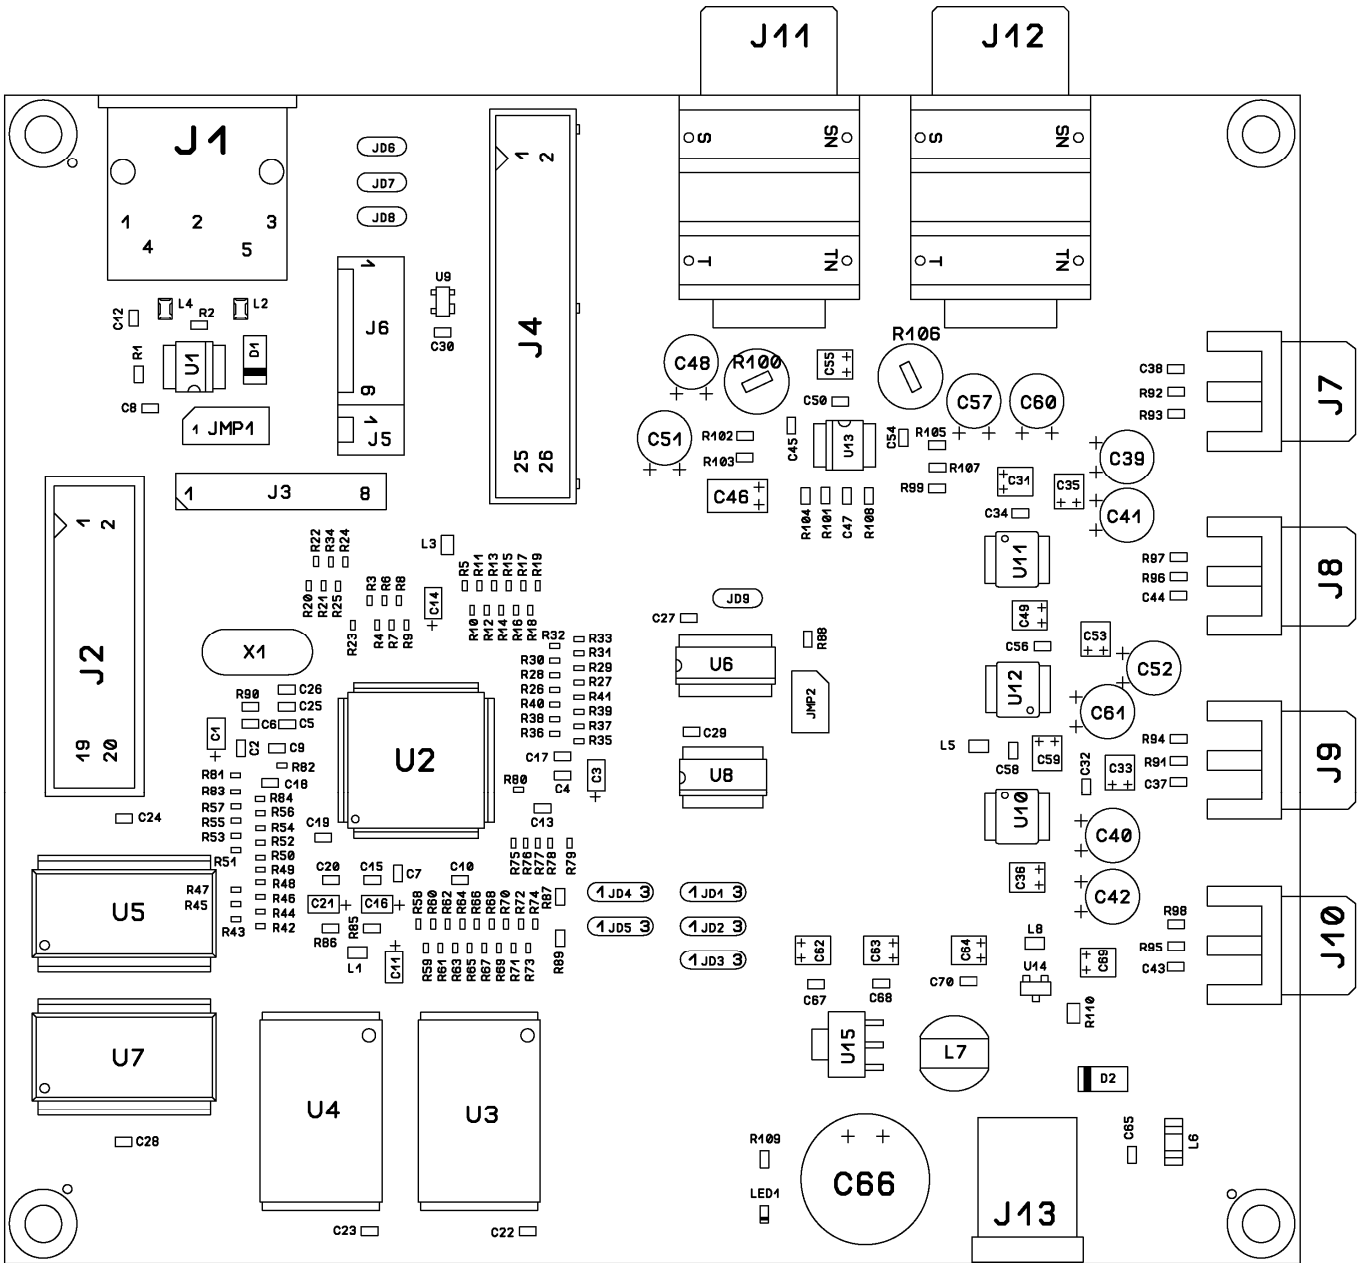 J11
J12
J1
1
2
3
4
5
JD6
JD7
JD8
1
2
J4
25
26
S
SN
T
TN
S
SN
T
TN
U9
C30
1
J6
9
1
J5
C12
L4
R2
L2
R1
U1
D1
C8
1 JMP1
1
J3
8
C48
R100
C55
R106
C50
C57
C60
C51
R102
R103
C45
U13
C54
R105
R107
R99
C46
R104
R101
C47
R108
C31
C35
C34
C39
C41
C38
R92
R93
J7
R97
R96
C44
J8
1
2
J2
19
20
R22
R34
R24
L3
R20
R21
R25
R3
R6
R8
C14
R5
R11
R13
R15
R17
R19
R10
R12
R14
R16
R18
R23
R4
R7
R9
X1
R32
R33
R30
R31
R28
R29
R26
R27
R40
R41
R38
R39
R36
R37
R35
JD9
C27
R88
U6
JMP2
C29
U8
U11
C49
C56
C53
C52
U12
C61
L5
C58
C59
C32
C33
R94
R91
C37
J9
U10
C40
C36
C42
R90
C26
C25
C1
C6
C5
C2
C9
R82
C18
R81
R83
R57
R55
R53
R51
R84
R56
R54
R52
R50
R49
R48
R46
R44
R42
R47
R45
R43
U2
C17
C4
C3
R80
C13
C19
C20
C15
C7
C10
R75
R76
R77
R78
R79
C24
U5
C21
C16
R86
R85
L1
C11
R58
R60
R62
R64
R66
R68
R70
R72
R74
R87
R59
R61
R63
R65
R67
R69
R71
R73
R89
1 JD4 3
1 JD1 3
1 JD5 3
1 JD2 3
JD3 3
C62
C63
C64
L8
C69
R98
R95
C43
J10
C67
C68
C70
U14
R110
U7
U4
U3
U15
L7
D2
C28
C23
C22
R109
LED1
C66
J13
C65
L6